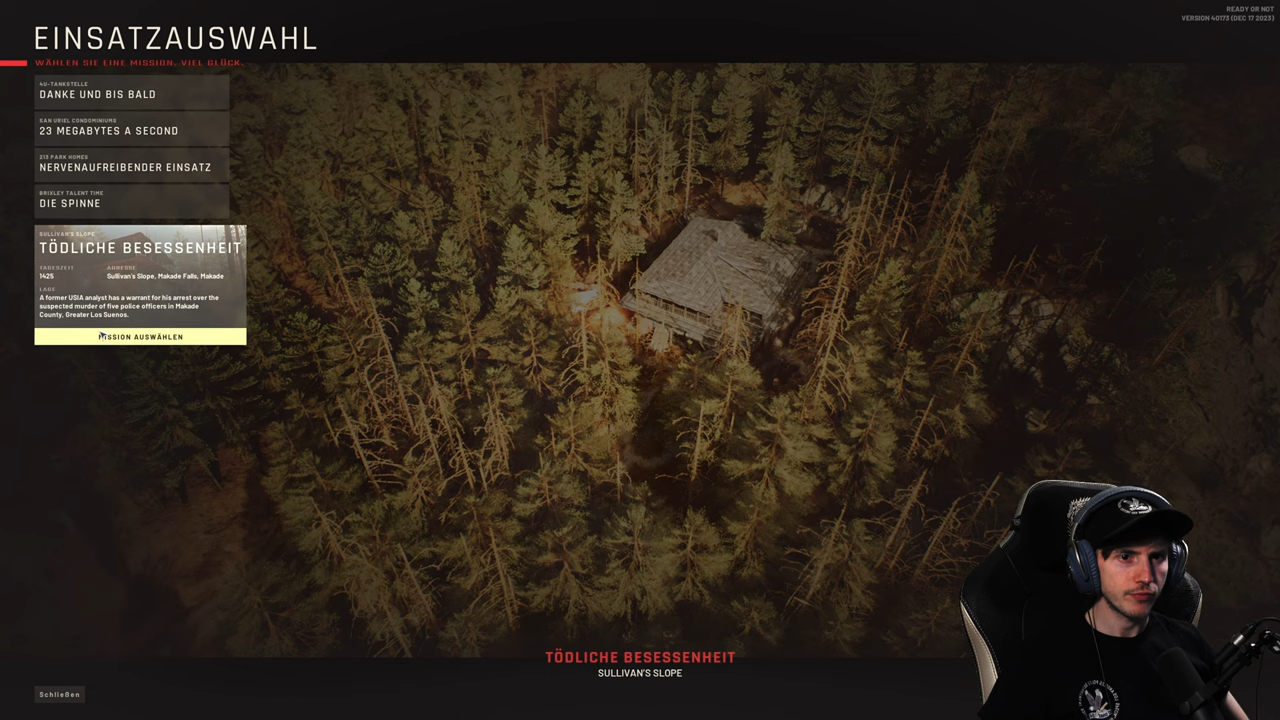 READY OR NOT
VERSION 40173 (DEC 17 2023)
EINSATZAUSWAHL
WÄHLEN SIE EINE MISSION. VIEL GLÜCK.
4U-TANKSTELLE
DANKE UND BIS BALD
SAN URIEL CONDOMINIUMS
23 MEGABYTES A SECOND
213 PARK HOMES
NERVENAUFREIBENDER EINSATZ
BRIXLEY TALENT TIME
DIE SPINNE
SULLIVAN'S SLOPE
TÖDLICHE BESESSENHEIT
TAGESZEIT ADRESSE
1425 Sullivan's Slope, Makade Falls, Makade
LAGE
A former USIA analyst has a warrant for his arrest over the
suspected murder of five police officers in Makade
County, Greater Los Suenos.
MISSION AUSWÄHLEN
TÖDLICHE BESESSENHEIT
SULLIVAN'S SLOPE
Schließen